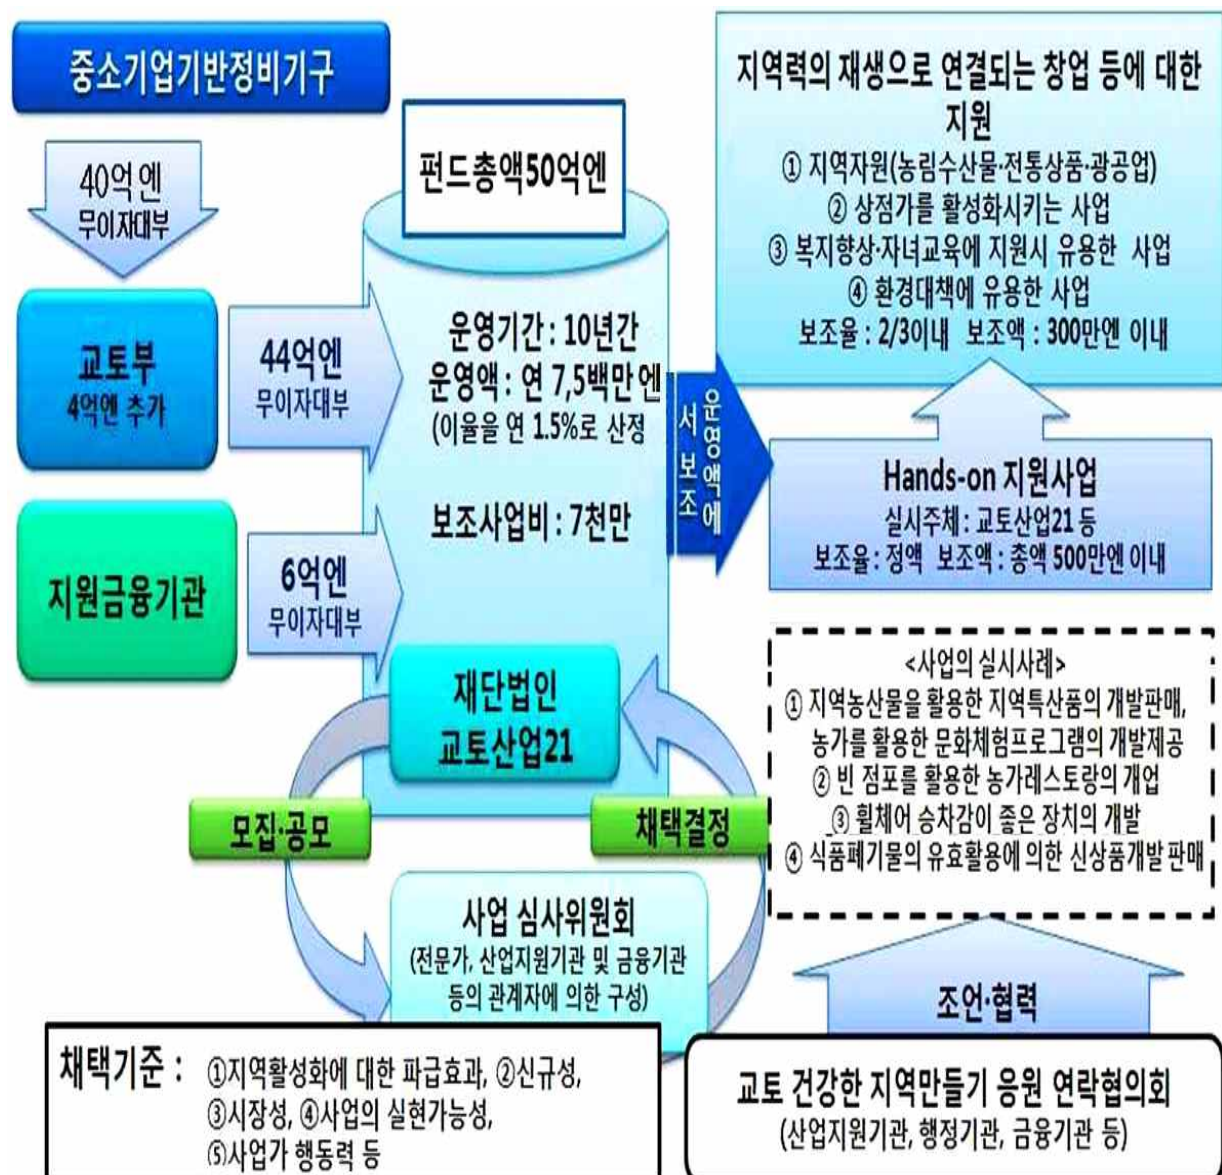 중소기업기반정비기구
40억엔
무이자대부
교토부
4억엔 추가
44억엔
무이자대부
지원금융기관
6억엔
무이자대부
펀드총액50억엔
운영기간 : 10년간
운영액 : 연 7,5백만 엔
(이율을 연 1.5%로 산정
보조사업비 : 7천만
재단법인
교토산업21
모집·공모
채택결정
사업 심사위원회
(전문가, 산업지원기관 및 금융기관
등의 관계자에 의한 구성)
채택기준 : ①지역활성화에 대한 파급효과, ②신규성,
③시장성, ④사업의 실현가능성,
⑤사업가 행동력 등
운영액에
서 보조
지역력의 재생으로 연결되는 창업 등에 대한
지원
① 지역자원(농림수산물·전통상품·광공업)
② 상점가를 활성화시키는 사업
③ 복지향상·자녀교육에 지원시 유용한 사업
④ 환경대책에 유용한 사업
보조율 : 2/3이내 보조액 : 300만엔 이내
Hands-on 지원사업
실시주체 : 교토산업21 등
보조율 : 정액 보조액 : 총액 500만엔 이내
<사업의 실시사례>
① 지역농산물을 활용한 지역특산품의 개발판매,
농가를 활용한 문화체험프로그램의 개발제공
② 빈 점포를 활용한 농가레스토랑의 개업
③ 휠체어 승차감이 좋은 장치의 개발
④ 식품폐기물의 유효활용에 의한 신상품개발 판매
조언·협력
교토 건강한 지역만들기 응원 연락협의회
(산업지원기관, 행정기관, 금융기관 등)